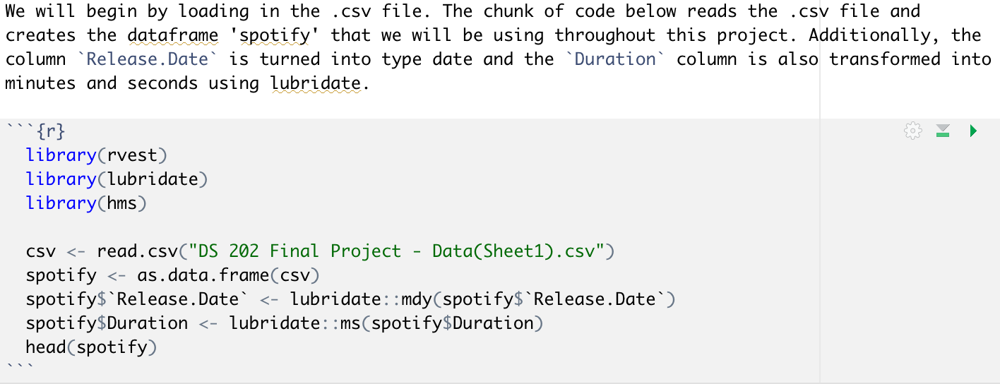 We will begin by loading in the .csv file. The chunk of code below reads the .csv file and
creates the dataframe 'spotify' that we will be using throughout this project. Additionally, the
column `Release.Date` is turned into type date and the `Duration` column is also transformed into
minutes and seconds using lubridate.

```{r}
  library(rvest)
  library(lubridate)
  library(hms)

  csv <- read.csv("DS 202 Final Project - Data(Sheet1).csv")
  spotify <- as.data.frame(csv)
  spotify$`Release.Date` <- lubridate::mdy(spotify$`Release.Date`)
  spotify$Duration <- lubridate::ms(spotify$Duration)
  head(spotify)
```